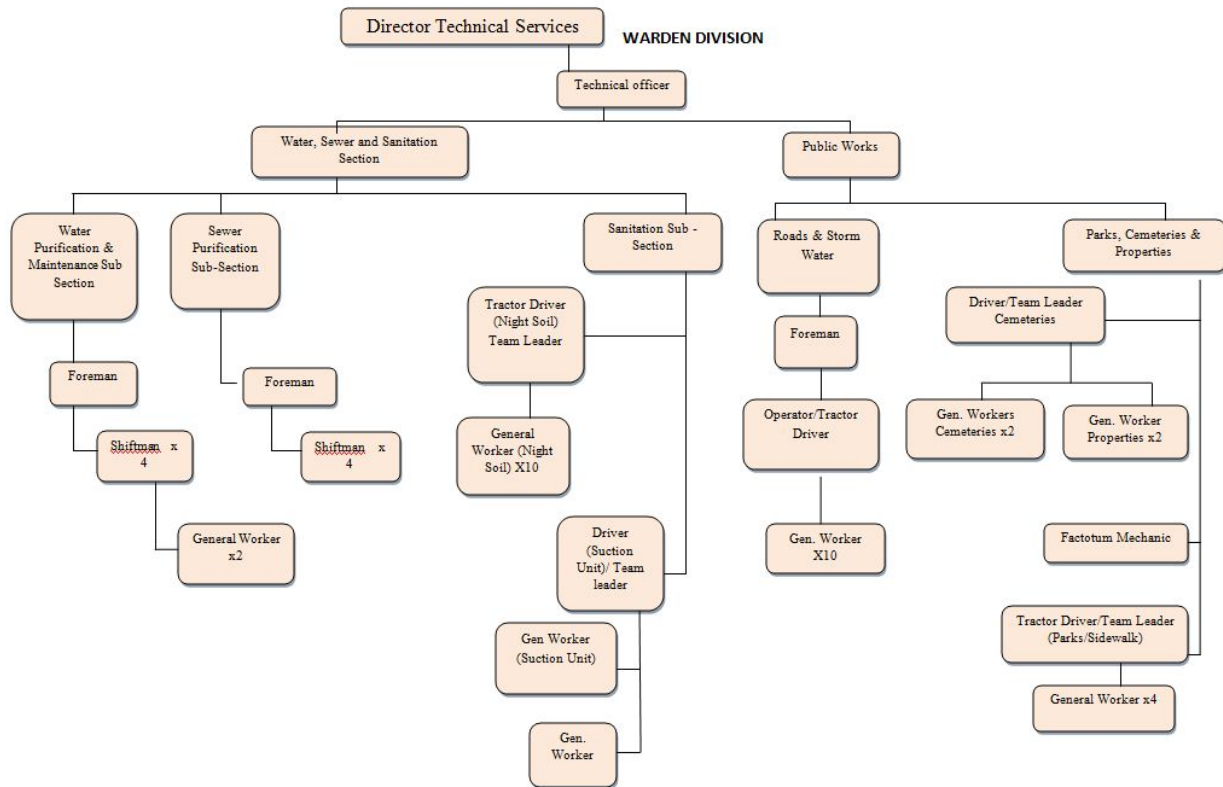 Director Technical Services
WARDEN DIVISION
Technical officer
Water, Sewer and Sanitation
Section
Public Works
Water
Purification &
Maintenance Sub
Section
Sewer
Purification
Sub-Section
Sanitation Sub -
Section
Roads & Storm
Water
Parks, Cemeteries &
Properties
Tractor Driver
(Night Soil)
Team Leader
Driver/Team Leader
Cemeteries
Foreman
Foreman
Foreman
Gen. Workers
Cemeteries x2
Gen. Worker
Properties x2
Operator/Tractor
Driver
General
Worker (Night
Soil) X10
Shiftman x
4
Shiftman x
4
General Worker
x2
Driver
(Suction
Unit)/ Team
leader
Gen. Worker
X10
Factotum Mechanic
Gen Worker
(Suction Unit)
Tractor Driver/Team Leader
(Parks/Sidewalk)
General Worker x4
Gen.
Worker